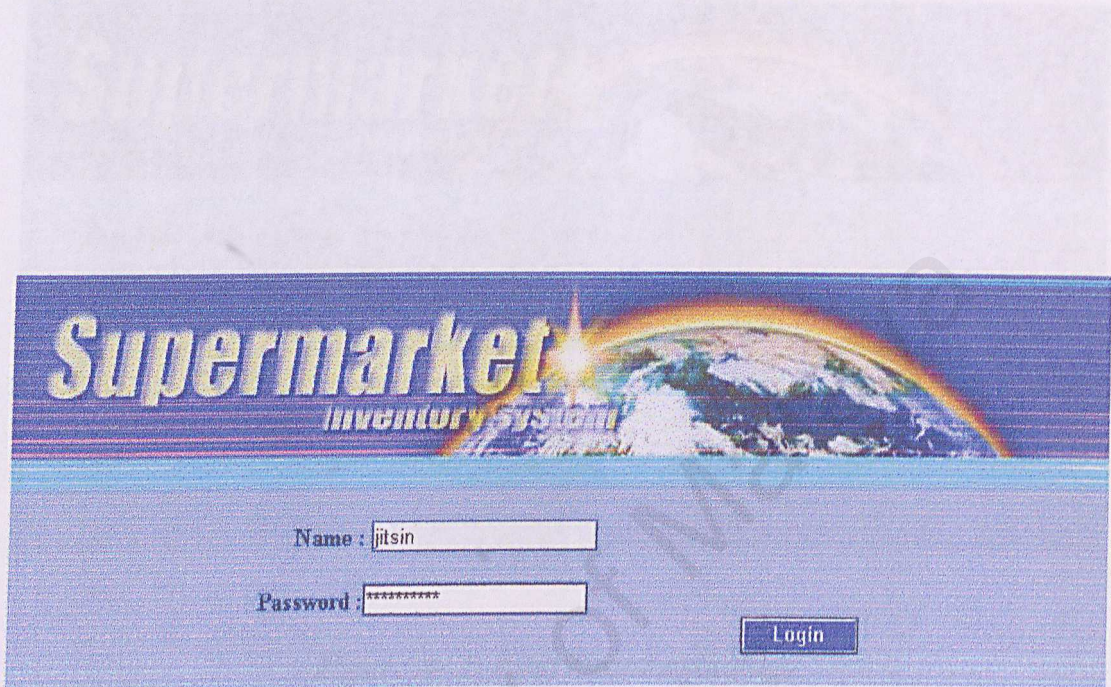 Supermarket
inventory system
Name : jitsin
Password : **********
Login